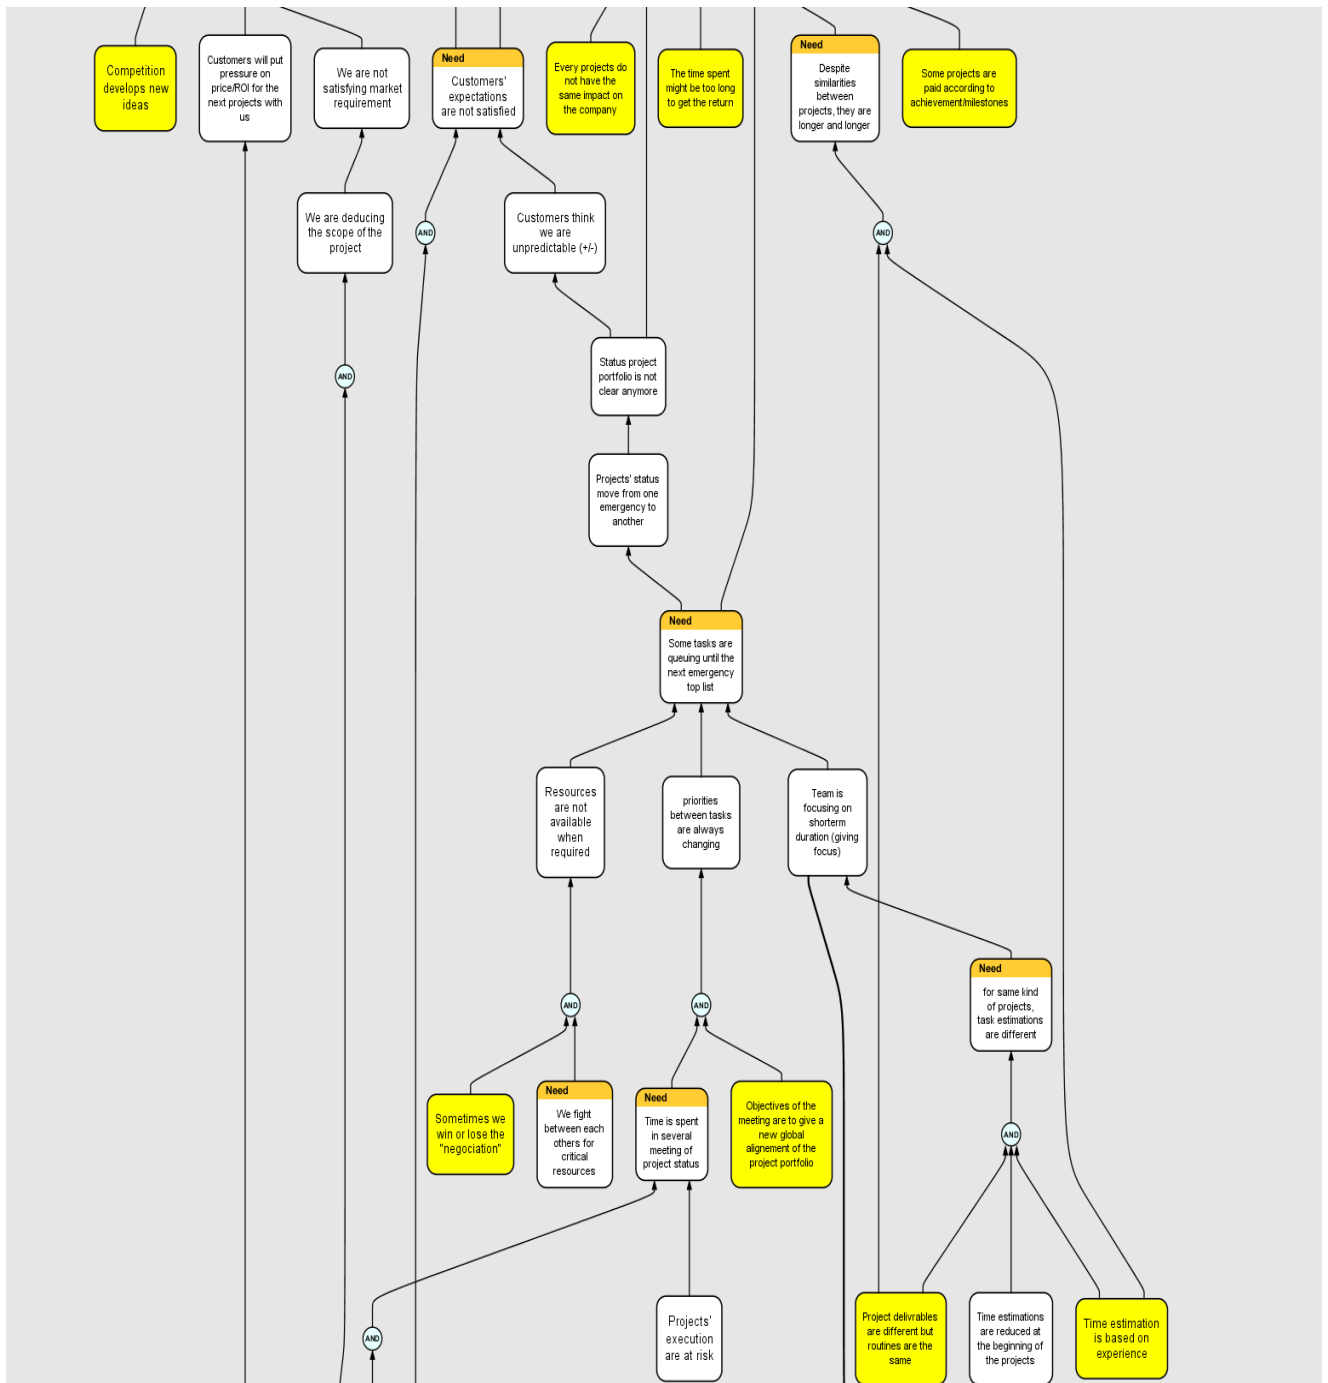 Competition
develops new
ideas
Customers will put
pressure on
price/ROI for the
next projects with
us
We are not
satisfying market
requirement
Need
Customers'
expectations
are not satisfied
Every projects do
not have the
same impact on
the company
The time spent
might be too long
to get the return
Need
Despite
similarities
between
projects, they are
longer and longer
Some projects are
paid according to
achievement/milestones
We are deducing
the scope of the
project
AND
Customers think
we are
unpredictable (+/-)
AND
Status project
portfolio is not
clear anymore
AND
Projects' status
move from one
emergency to
another
Need
Some tasks are
queuing until the
next emergency
top list
Resources
are not
available
when
required
priorities
between tasks
are always
changing
Team is
focusing on
shorterm
duration (giving
focus)
Need
for same kind
of projects,
task estimations
are different
AND
AND
Sometimes we
win or lose the
"negociation"
Need
We fight
between each
others for
critical
resources
Need
Time is spent
in several
meeting of
project status
Objectives of the
meeting are to give a
new global
alignement of the
project portfolio
AND
AND
Projects'
execution
are at risk
Project delivrables
are different but
routines are the
same
Time estimations
are reduced at
the beginning of
the projects
Time estimation
is based on
experience